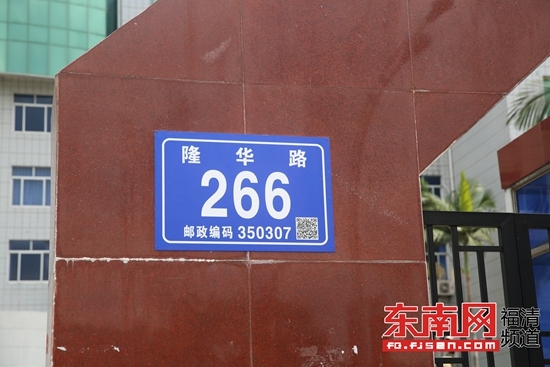 隆华路
266
邮政编码 350307
东南网 福清频道
fq.fjsen.com